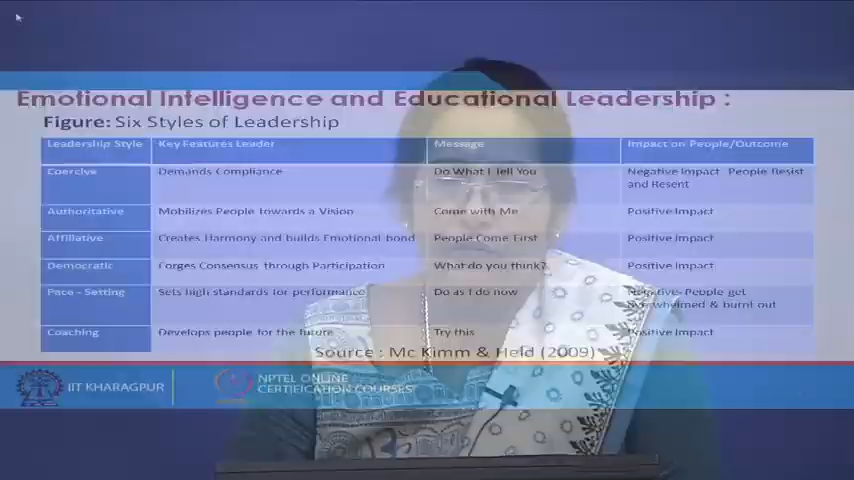 Emotional Intelligence and Educational Leadership :
Figure: Six Styles of Leadership
Leadership Style Key Features Leader Message Impact on People/Outcome
Coercive Demands Compliance Do What I Tell You Negative Impact People Resist
and Resent
Authoritative Mobilizes People towards a Vision Come with Me Positive Impact
Affiliative Creates Harmony and builds Emotional bond People Come First Positive Impact
Democratic Forges Consensus through Participation What do you think? Positive Impact
Pace - Setting Sets high standards for performance Do as I do now Negative- People get
overwhelmed & burnt out
Coaching Develops people for the future Try this Positive Impact
Source : Mc Kimm & Held (2009)
IIT KHARAGPUR
NPTEL ONLINE
CERTIFICATION COURSES